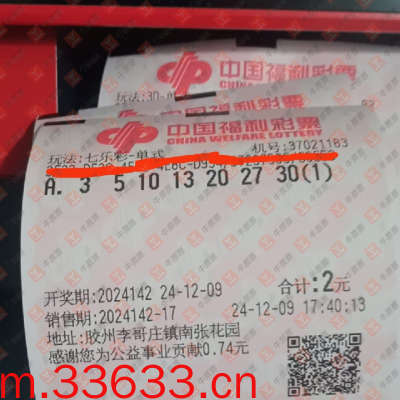 中国福利彩票
玩法:3D-
中国福利彩票
CHINA WELFARE LOTTERY
玩法:七乐彩-单式 机号:37021183
A. 3 5 10 13 20 27 30(1)
开奖期:2024142 24-12-09 合计:2元
销售期:2024142-17 24-12-09 17:40:13
地址:胶州李哥庄镇南张花园
感谢您为公益事业贡献0.74元
m.33633.cn